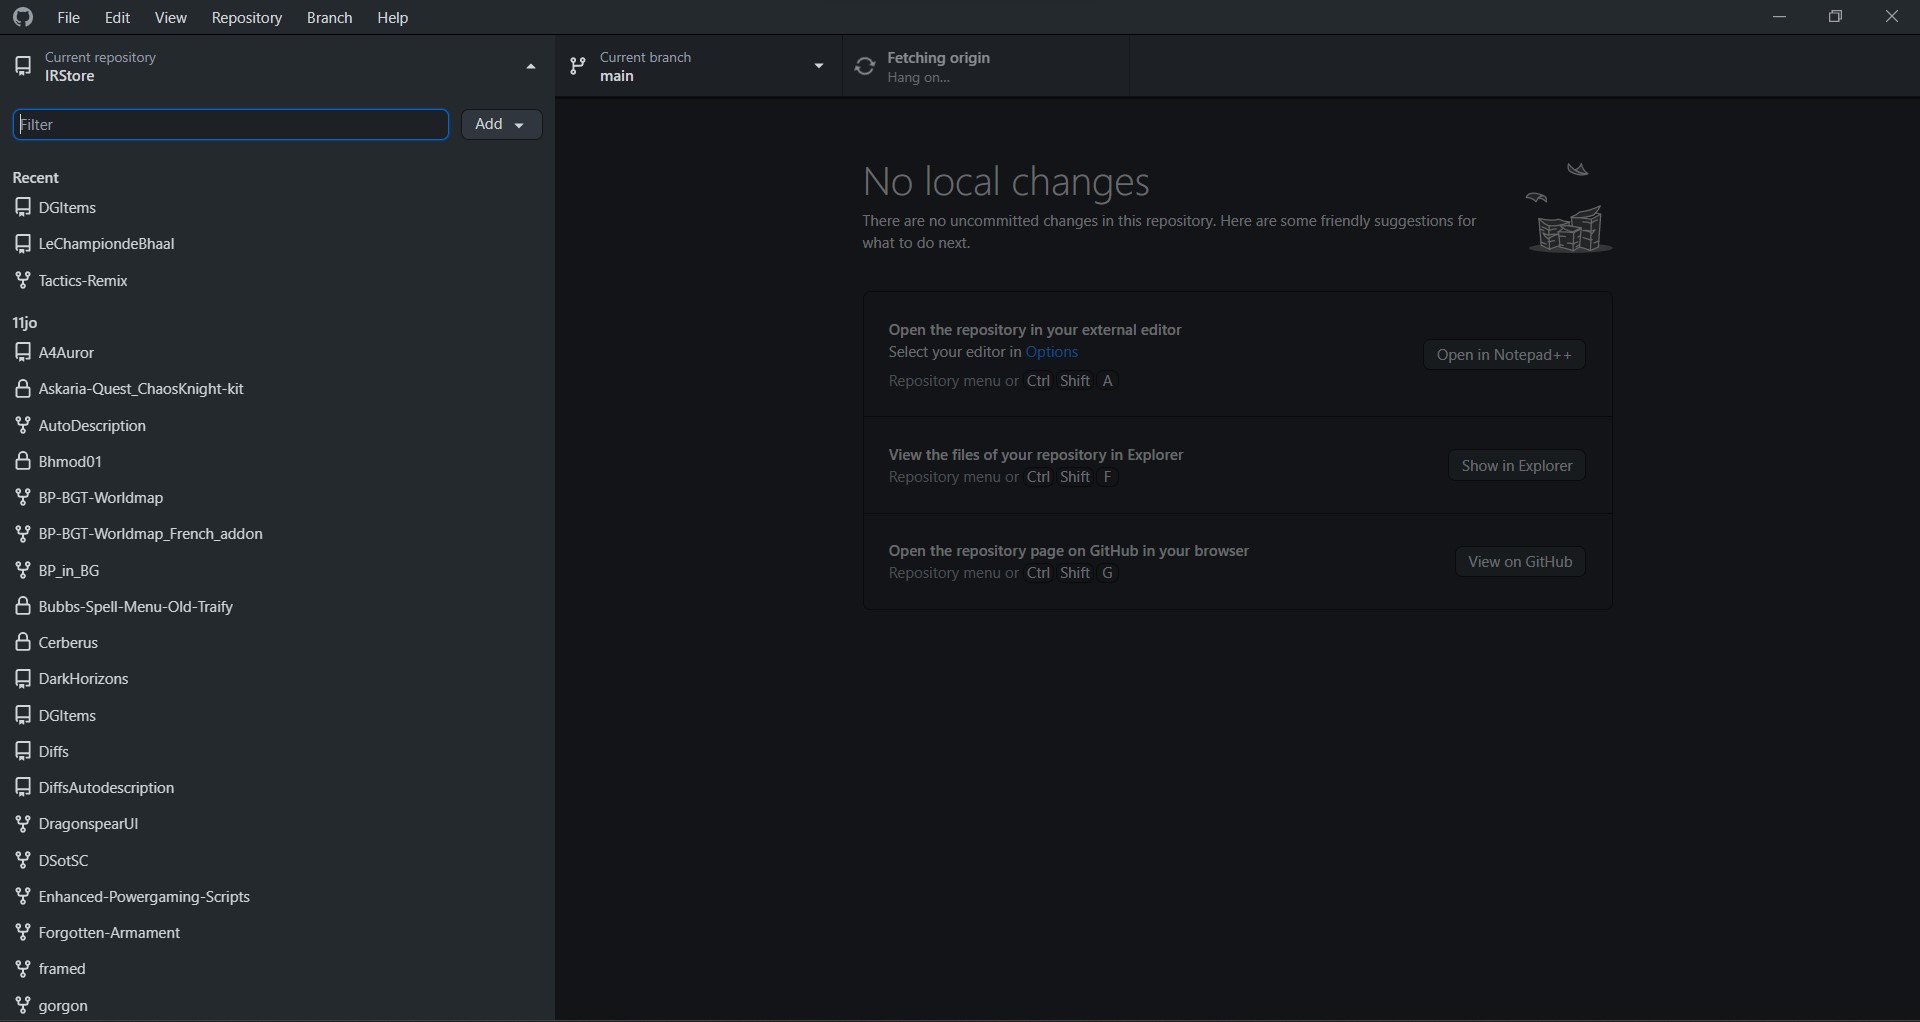 File Edit View Repository Branch Help
Current repository
IRStore
Current branch
main
Fetching origin
Hang on...
Filter
Add
Recent
DGItems
LeChampiondeBhaal
Tactics-Remix
11jo
A4Auror
Askaria-Quest_ChaosKnight-kit
AutoDescription
Bhmod01
BP-BGT-Worldmap
BP-BGT-Worldmap_French_addon
BP_in_BG
Bubbs-Spell-Menu-Old-Traify
Cerberus
DarkHorizons
DGItems
Diffs
DiffsAutodescription
DragonspearUI
DSotSC
Enhanced-Powergaming-Scripts
Forgotten-Armament
framed
gorgon
No local changes
There are no uncommitted changes in this repository. Here are some friendly suggestions for
what to do next.
Open the repository in your external editor
Select your editor in Options
Repository menu or Ctrl Shift A
Open in Notepad++
View the files of your repository in Explorer
Repository menu or Ctrl Shift F
Show in Explorer
Open the repository page on GitHub in your browser
Repository menu or Ctrl Shift G
View on GitHub